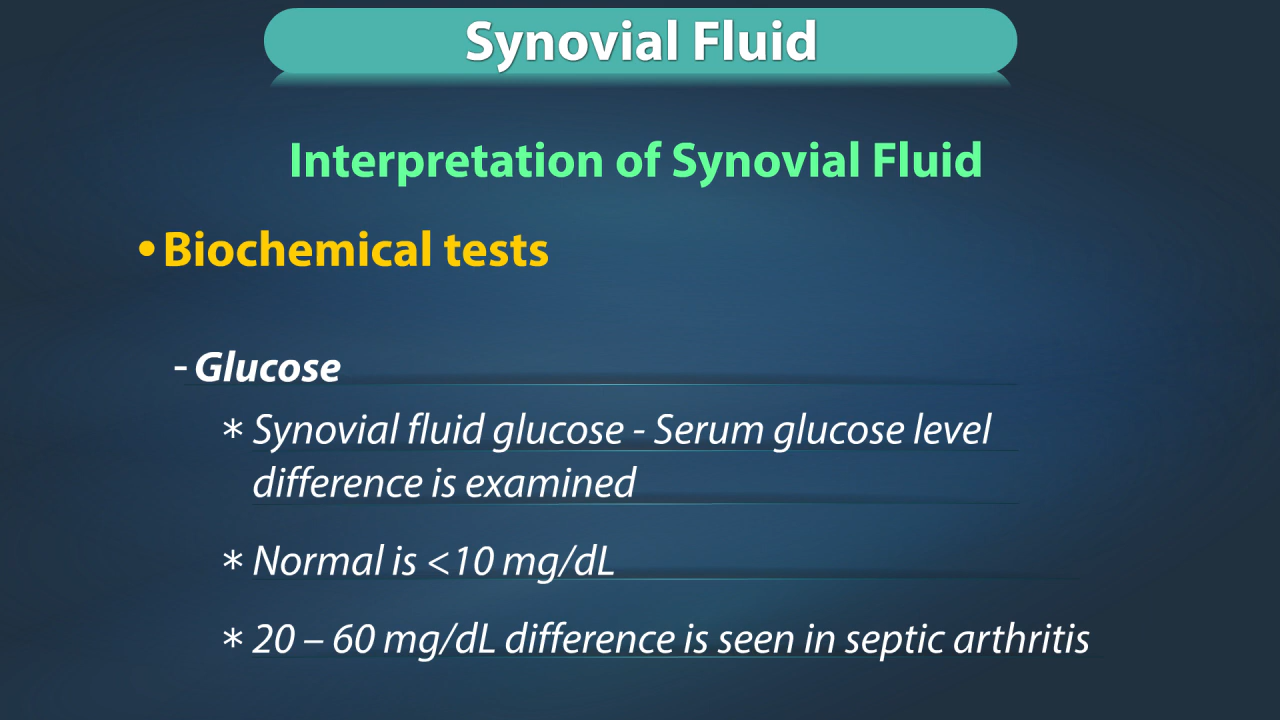 Synovial Fluid
Interpretation of Synovial Fluid
•Biochemical tests
- Glucose
* Synovial fluid glucose - Serum glucose level
difference is examined
* Normal is <10 mg/dL
* 20 – 60 mg/dL difference is seen in septic arthritis